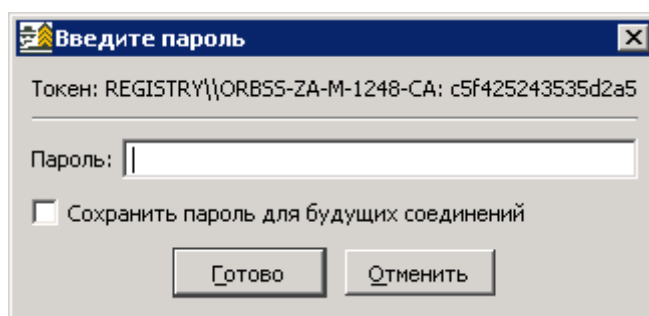 Введите пароль
Токен: REGISTRY\\ORBSS-ZA-M-1248-CA: c5f425243535d2a5
Пароль:
Сохранить пароль для будущих соединений
Готово Отменить